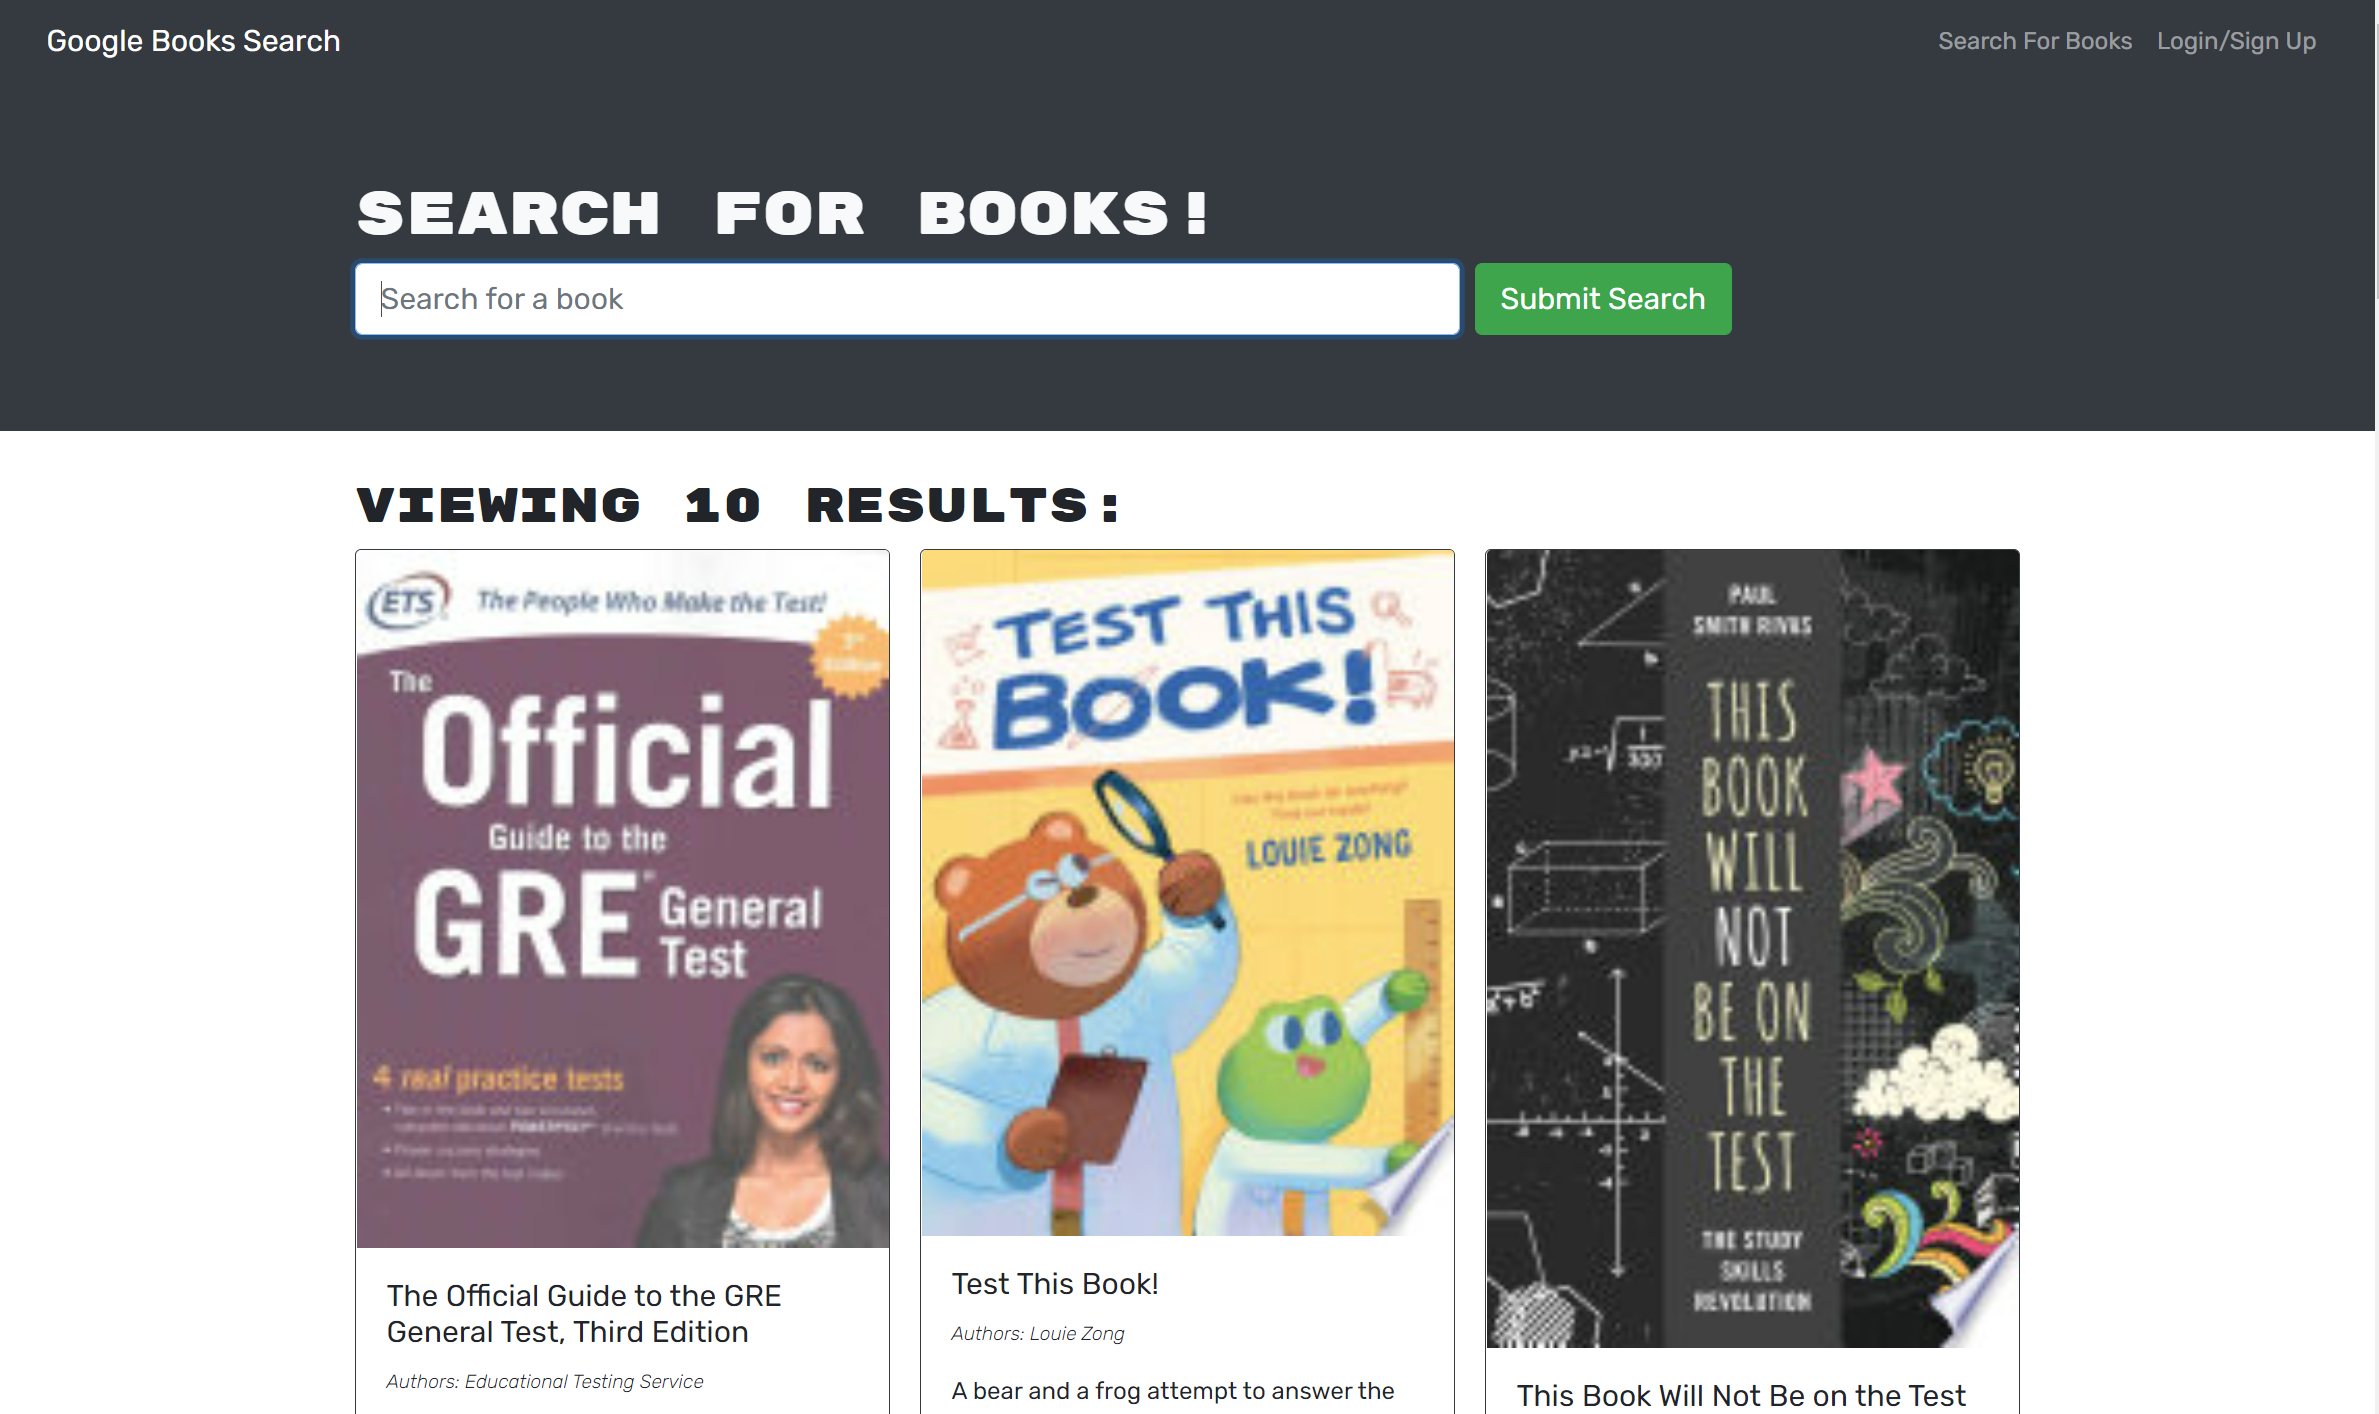 Google Books Search
Search For Books
Login/Sign Up
SEARCH FOR BOOKS!
Search for a book
Submit Search
VIEWING 10 RESULTS:
ETS
The People Who Make the Test!
The
Official
Guide to the
GRE
General
Test
4 real practice tests
The Official Guide to the GRE
General Test, Third Edition
Authors: Educational Testing Service
TEST THIS
BOOK!
LOUIE ZONG
Test This Book!
Authors: Louie Zong
A bear and a frog attempt to answer the
PAUL
SMITH RIVAS
THIS
BOOK
WILL
NOT
BE ON
THE
TEST
THE STUDY
SKILLS
REVOLUTION
This Book Will Not Be on the Test